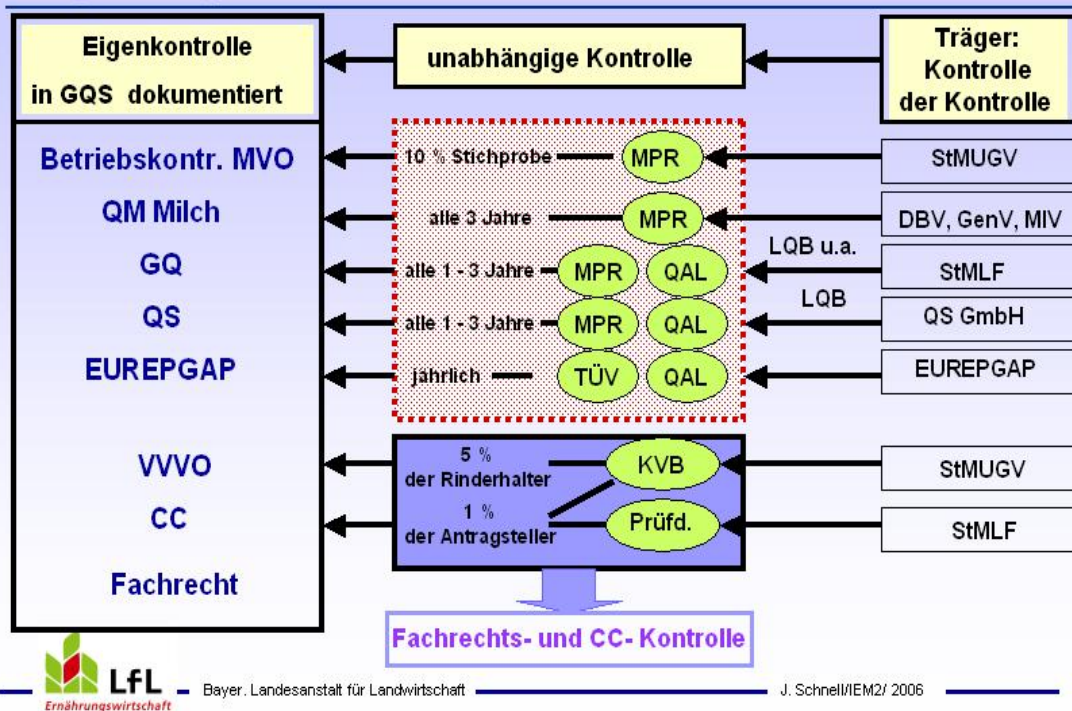 Eigenkontrolle
in GQS dokumentiert
unabhängige Kontrolle
Träger:
Kontrolle
der Kontrolle
Betriebskontr. MVO
10 % Stichprobe
MPR
StMUGV
QM Milch
alle 3 Jahre
MPR
DBV, GenV, MIV
GQ
alle 1 - 3 Jahre
MPR
QAL
LQB u.a.
StMLF
QS
alle 1 - 3 Jahre
MPR
QAL
LQB
QS GmbH
EUREPGAP
jährlich
TÜV
QAL
EUREPGAP
VVVO
5 %
der Rinderhalter
KVB
StMUGV
CC
1 %
der Antragsteller
Prüfd.
StMLF
Fachrecht
Fachrechts- und CC- Kontrolle
LfL
Ernährungswirtschaft
Bayer. Landesanstalt für Landwirtschaft
J. Schnell/IEM2/ 2006